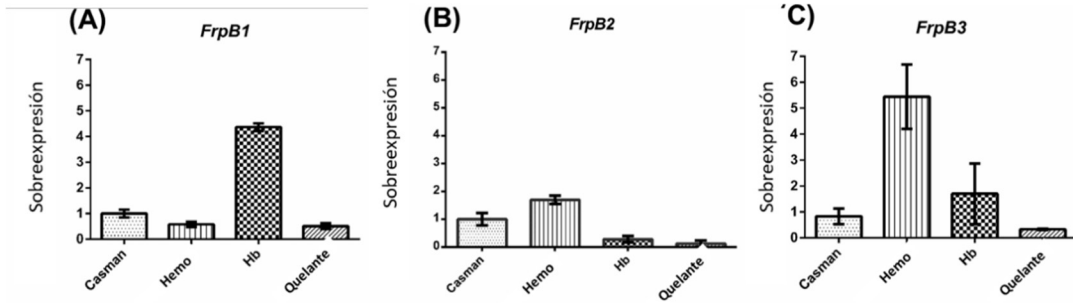 (A)
FrpB1
Sobreexpresión
7
6
5
4
3
2
1
0
Casman
Hemo
Hb
Quelante
(B)
FrpB2
Sobreexpresión
7
6
5
4
3
2
1
0
Casman
Hemo
Hb
Quelante
C)
FrpB3
Sobreexpresión
7
6
5
4
3
2
1
0
Casman
Hemo
Hb
Quelante